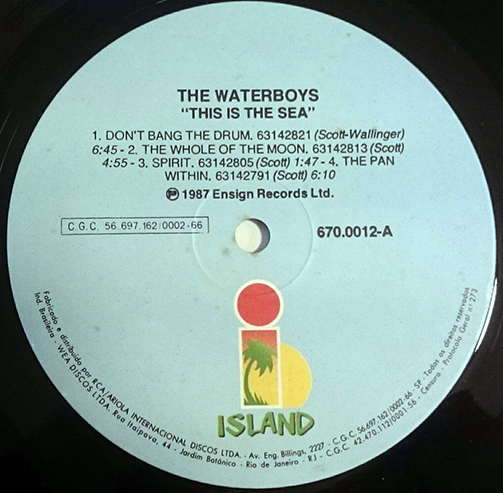 THE WATERBOYS
"THIS IS THE SEA"
1. DON'T BANG THE DRUM. 63142821 (Scott-Wallinger)
6:45 - 2. THE WHOLE OF THE MOON. 63142813 (Scott)
4:55 - 3. SPIRIT. 63142805 (Scott) 1:47 - 4. THE PAN
WITHIN. 63142791 (Scott) 6:10
Ⓟ 1987 Ensign Records Ltd.
C.G.C. 56.697.162/0002-66
670.0012-A
i
ISLAND
Fabricado e distribuido por RCA/ARIOLA INTERNACIONAL DISCOS LTDA. - Av. Eng. Billings, 2227 - C.G.C. 56.697.162/0002-66 - SP - Todos os direitos reservados
Ind. Brasileira - WEA DISCOS LTDA. Rua Itaipava, 44 - Jardim Botânico - Rio de Janeiro - RJ - C.G.C. 42.470.112/0001-56 - Censura - Protocolo Geral nº 273